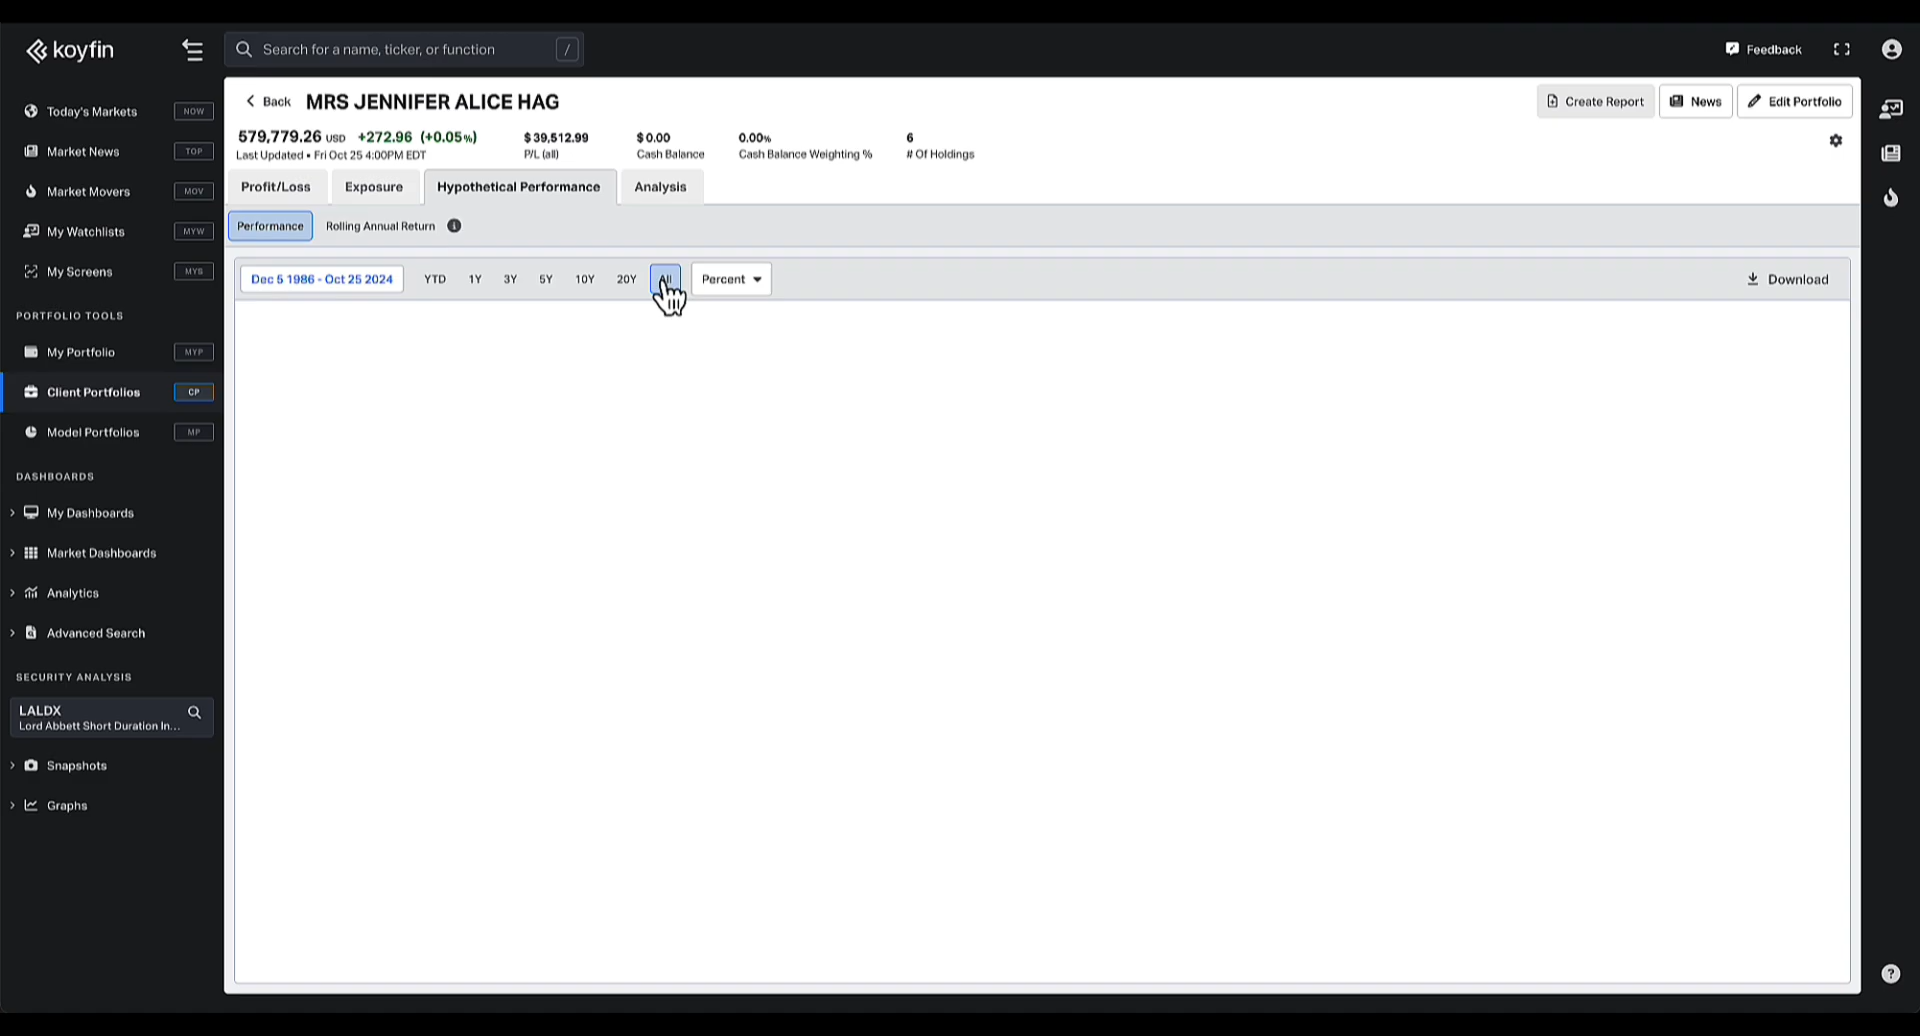 koyfin
Search for a name, ticker, or function /
Feedback
Today's Markets NOW
Market News TOP
Market Movers MOV
My Watchlists MYW
My Screens MYS
PORTFOLIO TOOLS
My Portfolio MYP
Client Portfolios CP
Model Portfolios MP
DASHBOARDS
My Dashboards
Market Dashboards
Analytics
Advanced Search
SECURITY ANALYSIS
LALDX
Lord Abbett Short Duration In...
Snapshots
Graphs
Back MRS JENNIFER ALICE HAG
Create Report News Edit Portfolio
579,779.26 USD +272.96 (+0.05%)
Last Updated • Fri Oct 25 4:00PM EDT
$ 39,512.99
P/L (all)
$ 0.00
Cash Balance
0.00%
Cash Balance Weighting %
6
# Of Holdings
Profit/Loss Exposure Hypothetical Performance Analysis
Performance Rolling Annual Return
Dec 5 1986 - Oct 25 2024 YTD 1Y 3Y 5Y 10Y 20Y All Percent Download
?